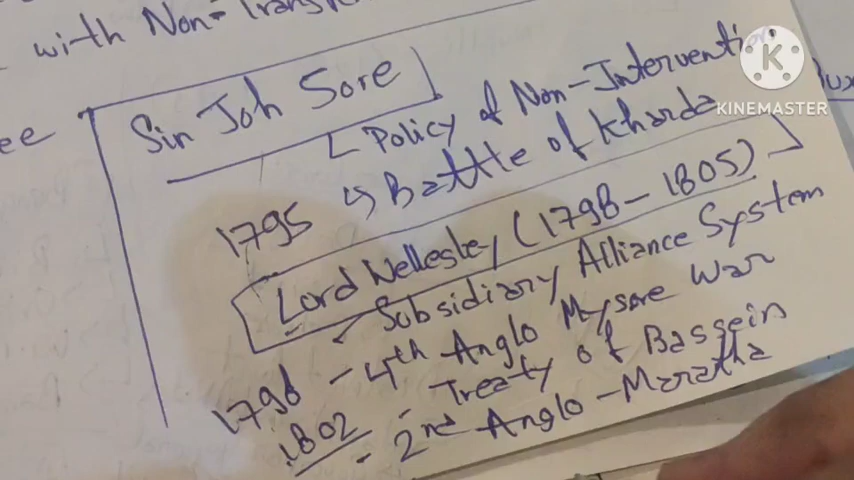 with Non-Transfe
ee
Sir Joh Sore
Policy of Non-Intervention
1795 ↳ Battle of Kharda
Lord Wellesley (1798-1805)
✓ Subsidiary Alliance System
1798 - 4th Anglo Mysore War
1802 - Treaty of Bassein
- 2nd Anglo-Maratha
K
KINEMASTER